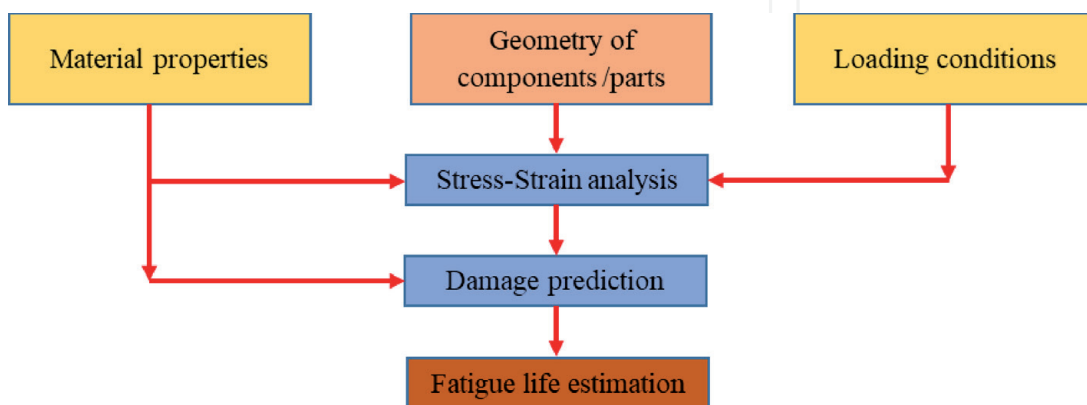 Material properties
Geometry of
components /parts
Loading conditions
Stress-Strain analysis
Damage prediction
Fatigue life estimation